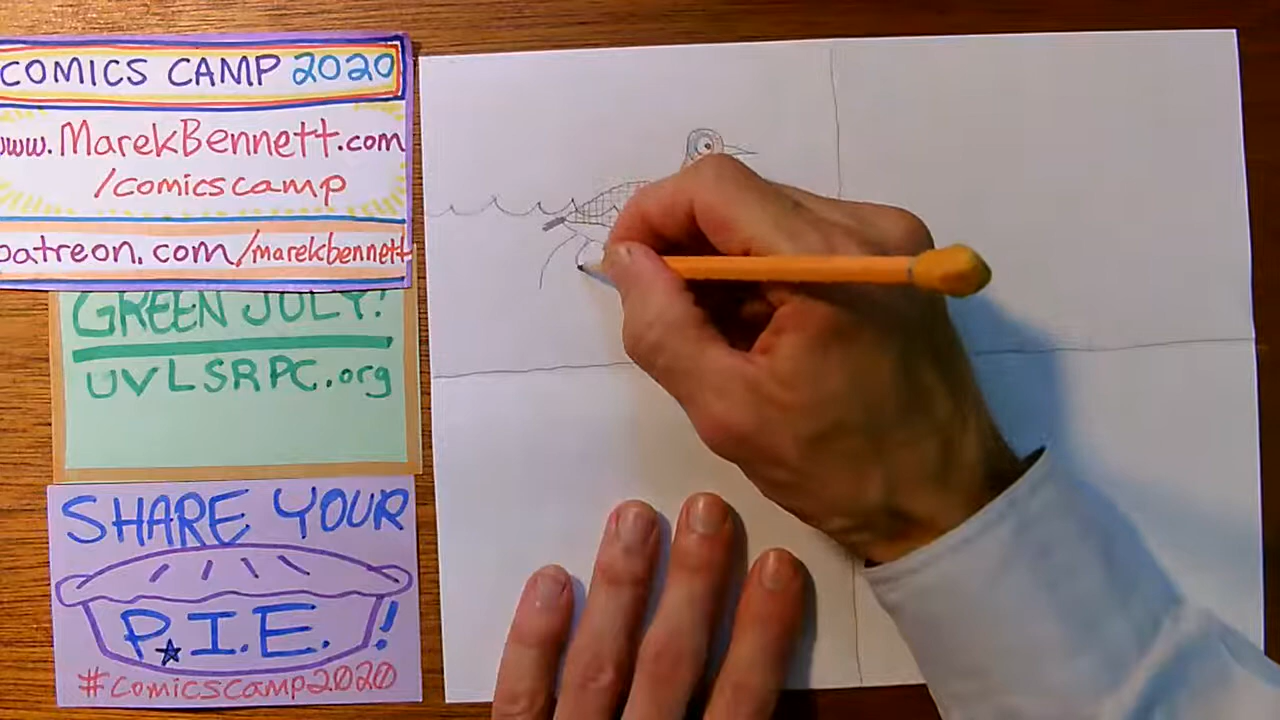 COMICS CAMP 2020
www.MarekBennett.com
/comicscamp
patreon.com/marekbennett
GREEN JULY!
UVLSRPC.org
SHARE YOUR
P.I.E. !
#comicscamp2020